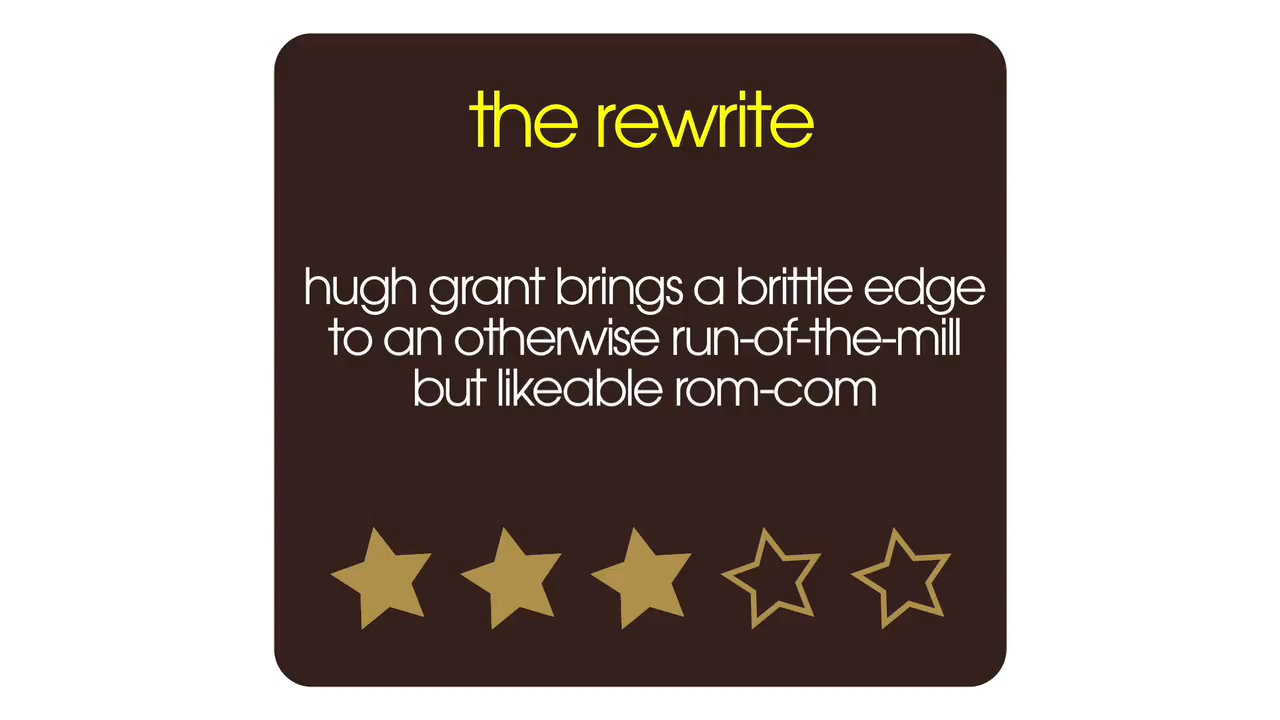 the rewrite
hugh grant brings a brittle edge
to an otherwise run-of-the-mill
but likeable rom-com